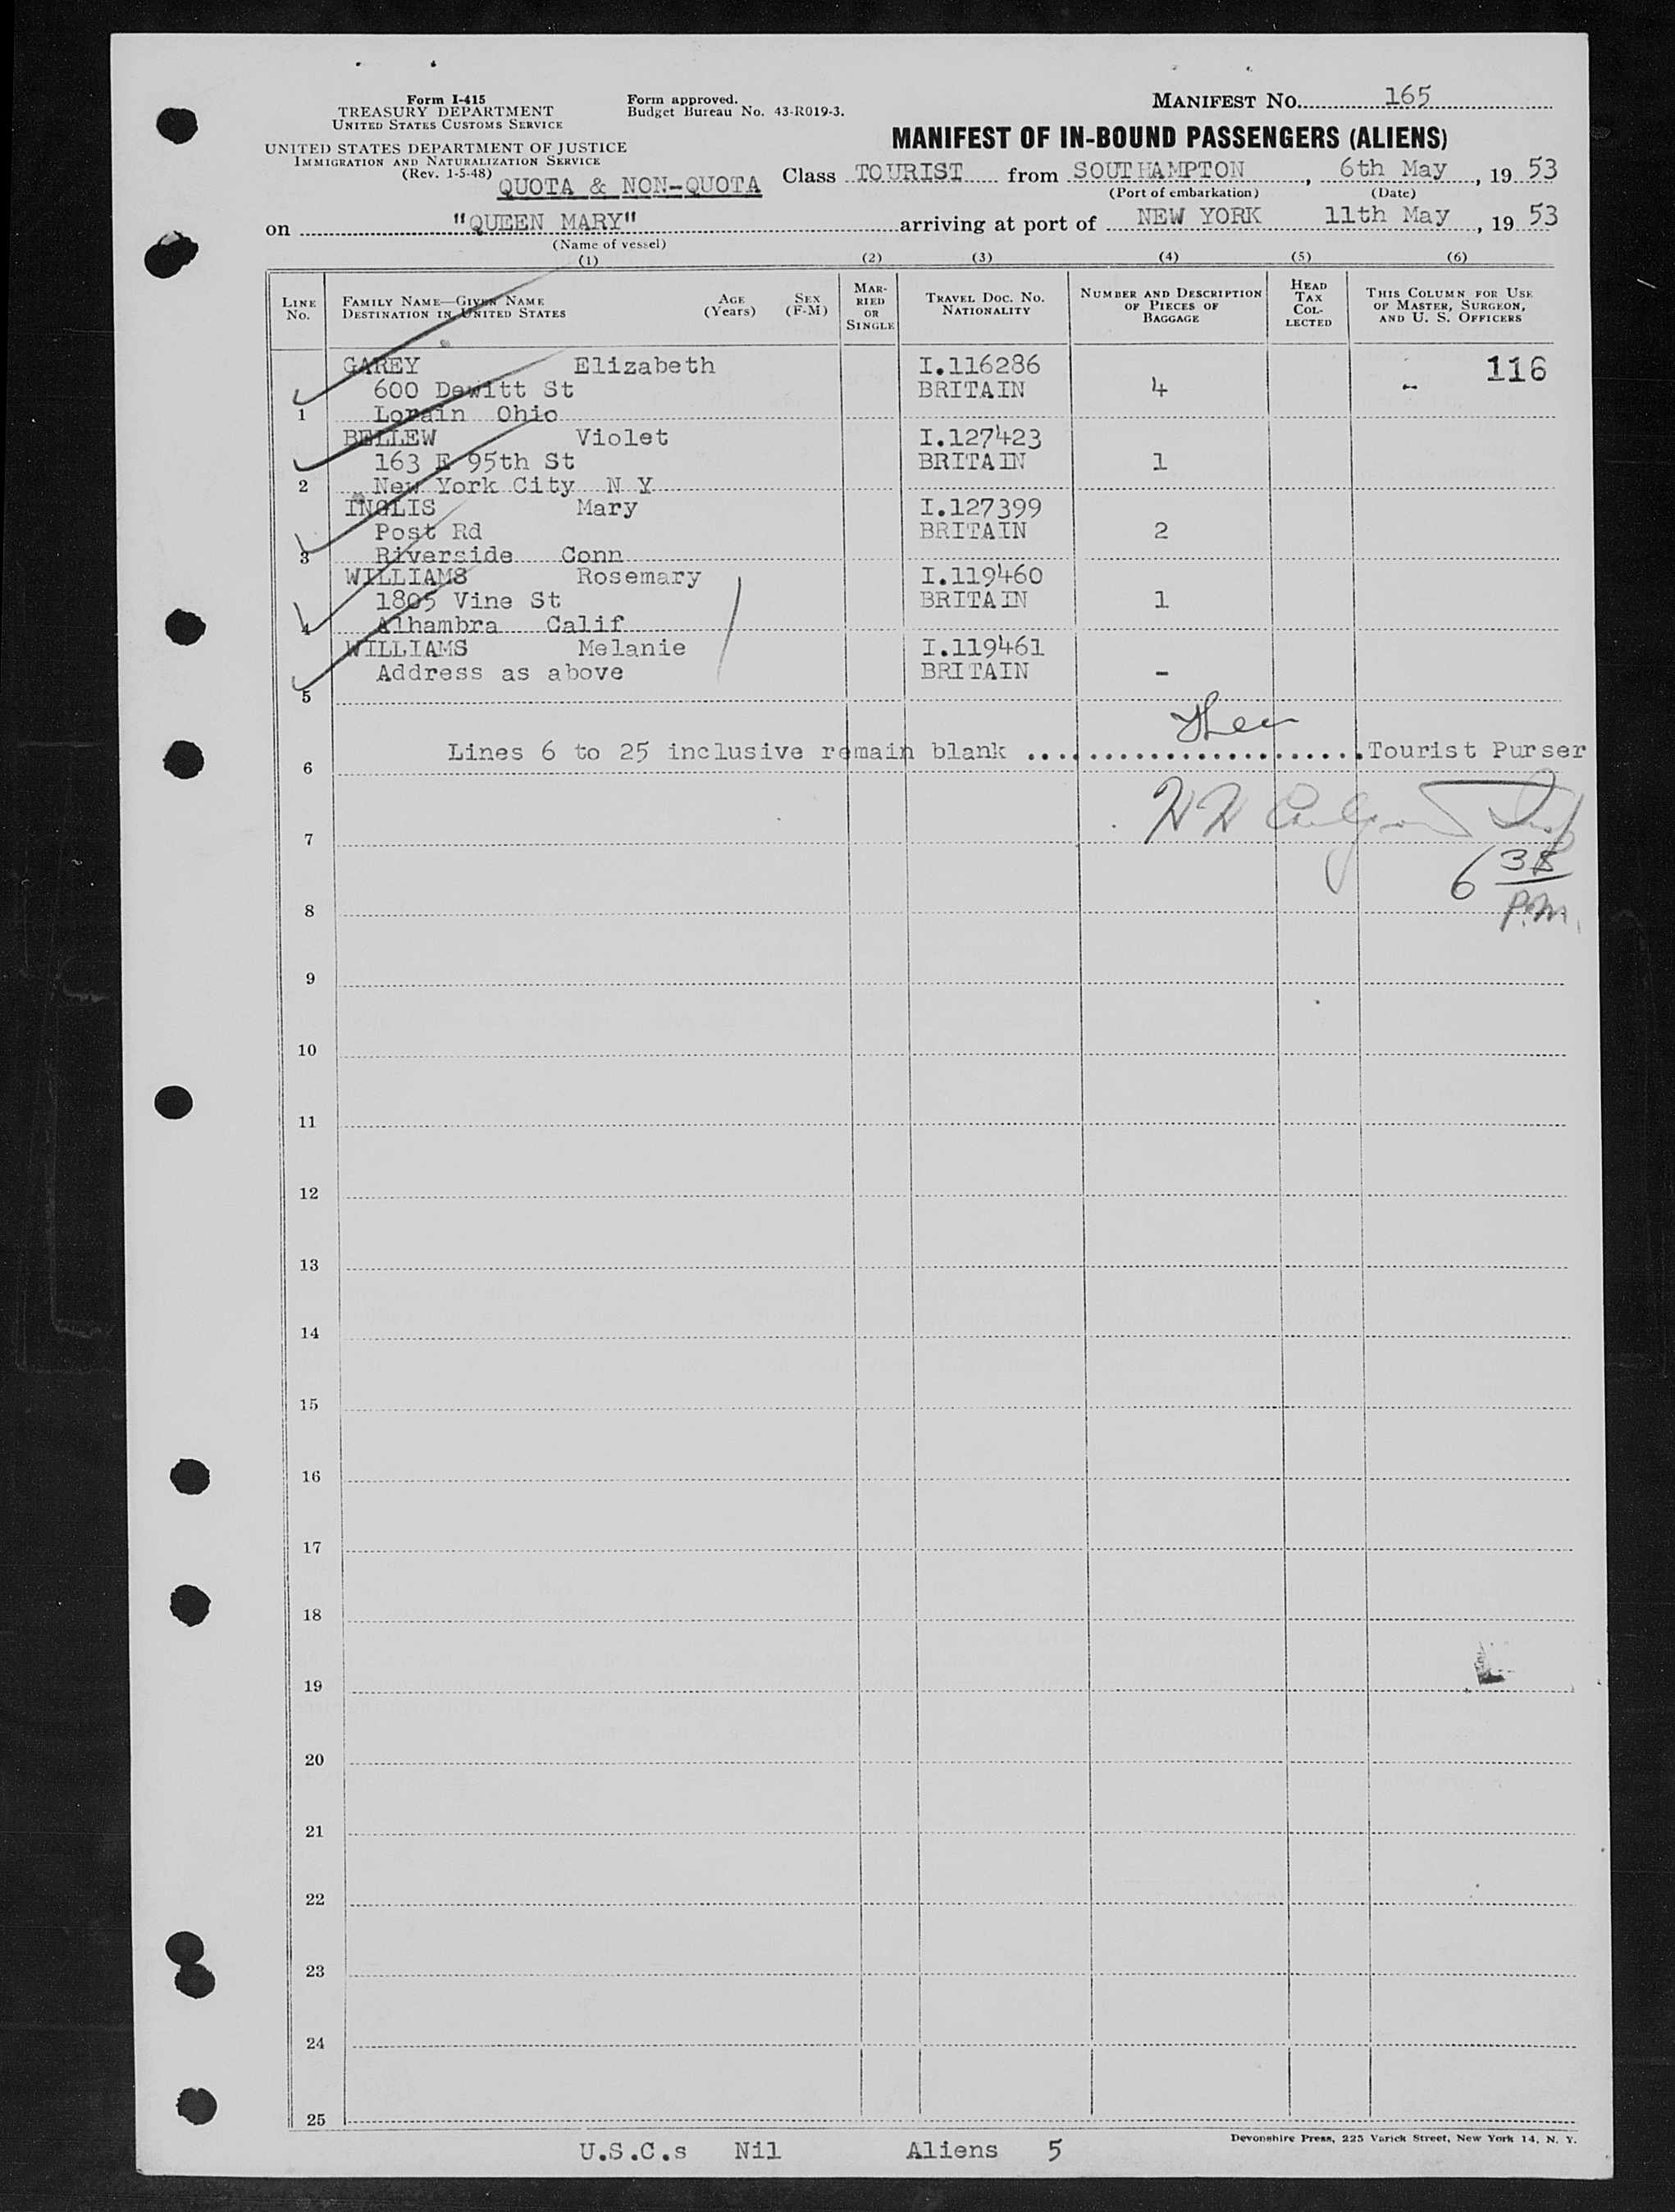 Form I-415
TREASURY DEPARTMENT
UNITED STATES CUSTOMS SERVICE
UNITED STATES DEPARTMENT OF JUSTICE
IMMIGRATION AND NATURALIZATION SERVICE
(Rev. 1-5-48)
Form approved.
Budget Bureau No. 43-R019-3.
MANIFEST No. 165
MANIFEST OF IN-BOUND PASSENGERS (ALIENS)
QUOTA & NON-QUOTA
Class TOURIST from SOUTHAMPTON, 6th May, 1953
(Port of embarkation) (Date)
on "QUEEN MARY" arriving at port of NEW YORK 11th May, 1953
(Name of vessel)
(1) (2) (3) (4) (5) (6)
LINE No.
FAMILY NAME—GIVEN NAME
DESTINATION IN UNITED STATES
AGE (Years)
SEX (F-M)
MARRIED OR SINGLE
TRAVEL DOC. NO.
NATIONALITY
NUMBER AND DESCRIPTION OF PIECES OF BAGGAGE
HEAD TAX COLLECTED
THIS COLUMN FOR USE OF MASTER, SURGEON, AND U. S. OFFICERS
GAREY Elizabeth I.116286 116
600 Dewitt St BRITAIN 4 -
1 Lorain Ohio
BELLEW Violet I.127423
163 E 95th St BRITAIN 1
2 New York City N Y
INGLIS Mary I.127399
Post Rd BRITAIN 2
3 Riverside Conn
WILLIAMS Rosemary I.119460
1805 Vine St BRITAIN 1
4 Alhambra Calif
WILLIAMS Melanie I.119461
Address as above BRITAIN -
5
Lines 6 to 25 inclusive remain blank ......................Tourist Purser
6
7
6 38
P.M.
8
9
10
11
12
13
14
15
16
17
18
19
20
21
22
23
24
25
Devonshire Press, 225 Varick Street, New York 14, N. Y.
U.S.C.s Nil Aliens 5